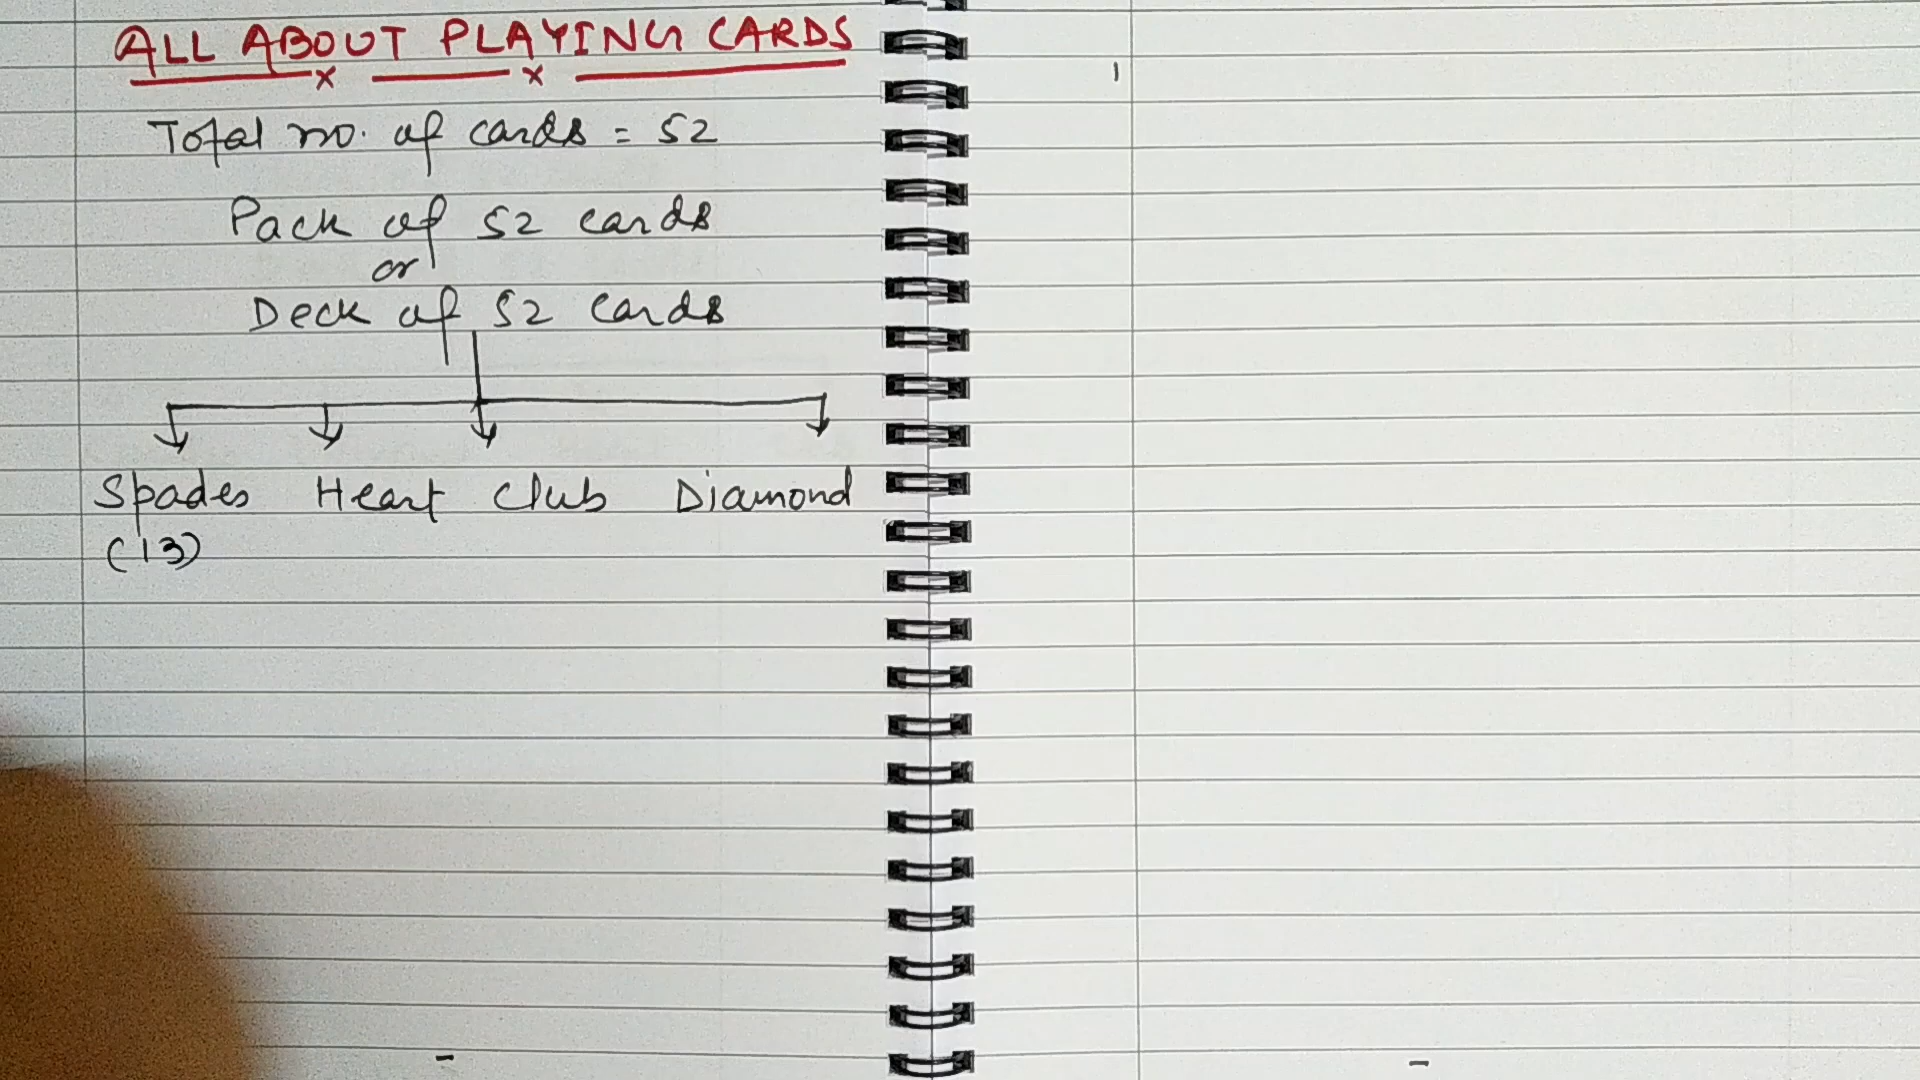 ALL ABOUT PLAYING CARDS
Total no. of cards = 52
Pack of 52 cards
or
Deck of 52 cards
Spades Heart Club Diamond
(13)